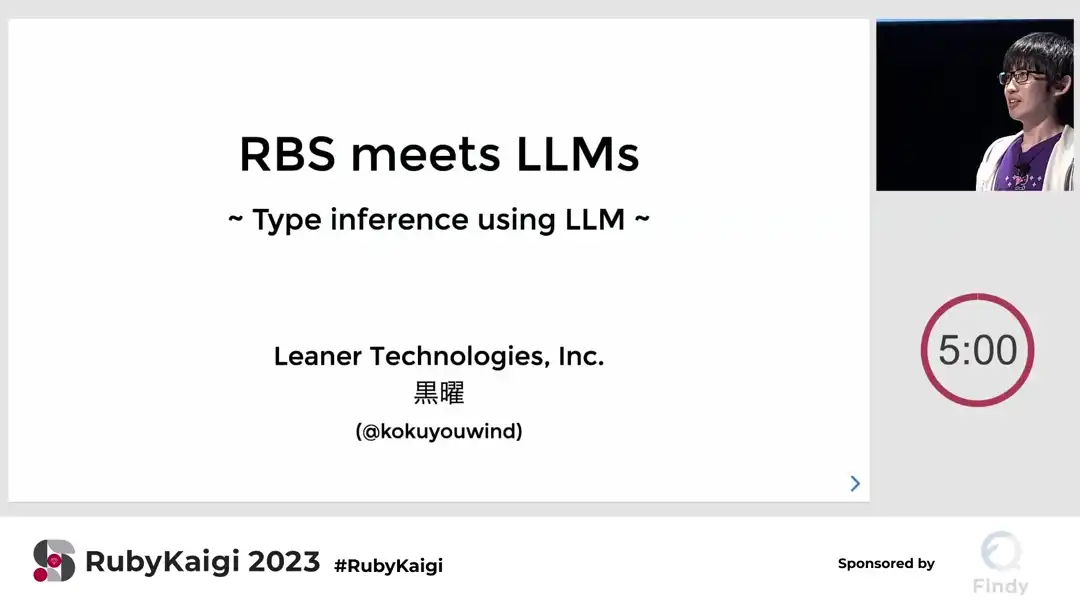 RBS meets LLMs
~ Type inference using LLM ~
Leaner Technologies, Inc.
黒曜
(@kokuyouwind)
5:00
RubyKaigi 2023 #RubyKaigi
Sponsored by
Findy